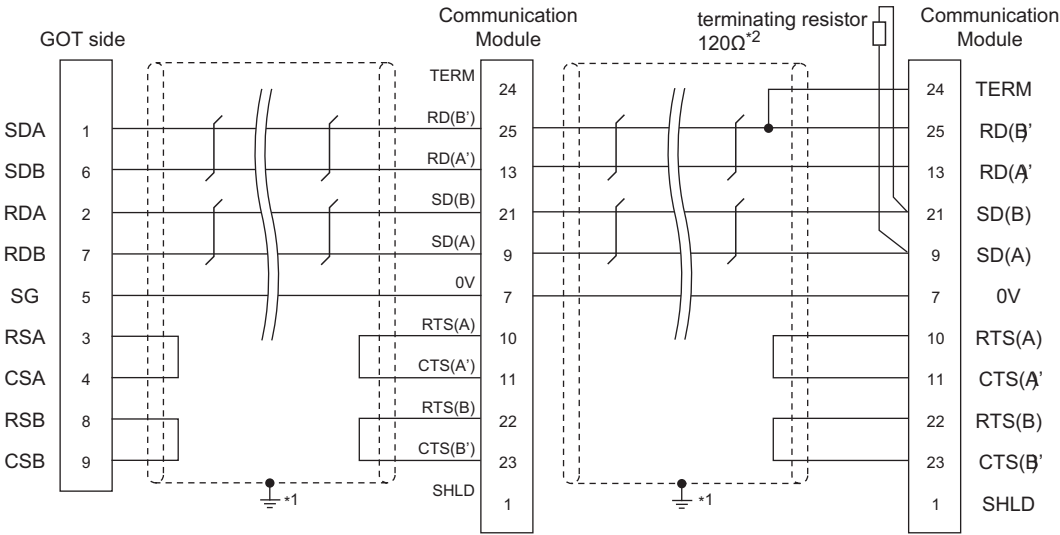 GOT side
Communication
Module
terminating resistor
120Ω*2
Communication
Module
TERM 24 24 TERM
SDA 1 RD(B') 25 25 RD(B'
SDB 6 RD(A') 13 13 RD(A'
RDA 2 SD(B) 21 21 SD(B)
RDB 7 SD(A) 9 9 SD(A)
SG 5 0V 7 7 0V
RSA 3 RTS(A) 10 10 RTS(A)
CSA 4 CTS(A') 11 11 CTS(A'
RSB 8 RTS(B) 22 22 RTS(B)
CSB 9 CTS(B') 23 23 CTS(B'
SHLD 1 1 SHLD
*1
*1